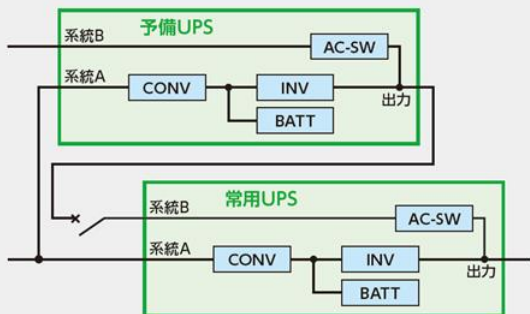 予備UPS
系統B
AC-SW
系統A
CONV
INV
出力
BATT
常用UPS
系統B
AC-SW
系統A
CONV
INV
出力
BATT